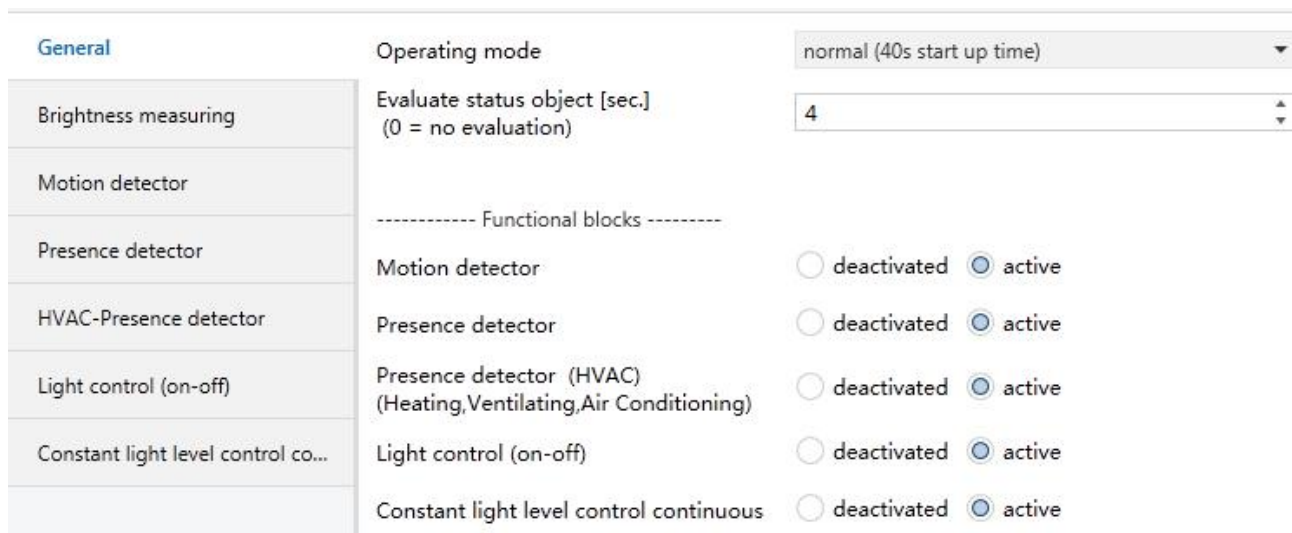 General
Brightness measuring
Motion detector
Presence detector
HVAC-Presence detector
Light control (on-off)
Constant light level control co...
Operating mode
normal (40s start up time)
Evaluate status object [sec.]
(0 = no evaluation)
4
------------ Functional blocks ---------
Motion detector
deactivated active
Presence detector
deactivated active
Presence detector (HVAC)
(Heating,Ventilating,Air Conditioning)
deactivated active
Light control (on-off)
deactivated active
Constant light level control continuous
deactivated active